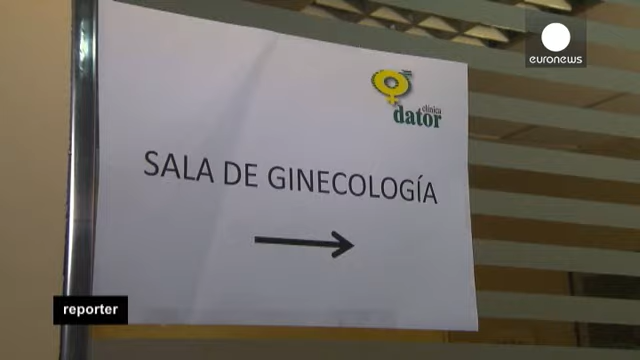 euronews
clínica
dator
SALA DE GINECOLOGÍA
reporter